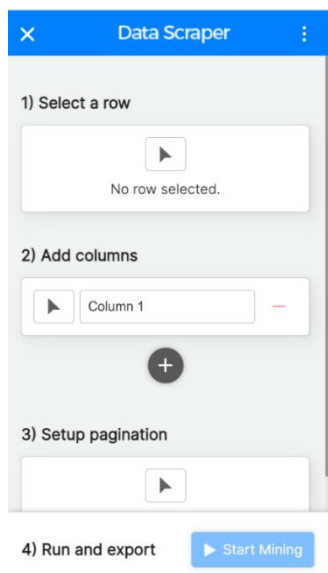 Data Scraper
1) Select a row
No row selected.
2) Add columns
Column 1
3) Setup pagination
4) Run and export
Start Mining